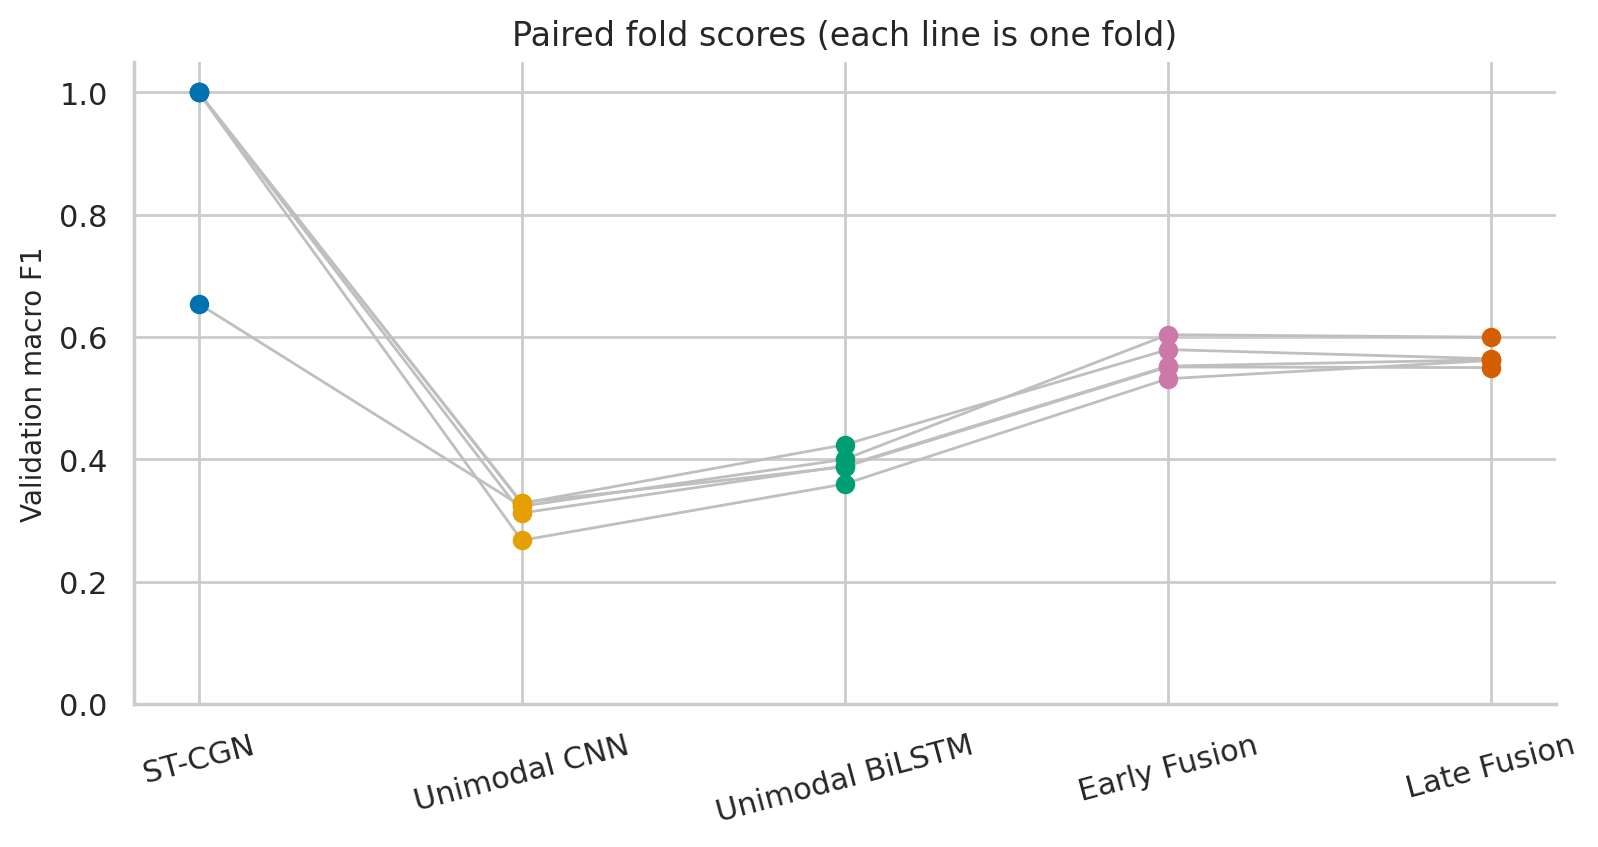 Paired fold scores (each line is one fold)
Validation macro F1
1.0
0.8
0.6
0.4
0.2
0.0
ST-CGN
Unimodal CNN
Unimodal BiLSTM
Early Fusion
Late Fusion